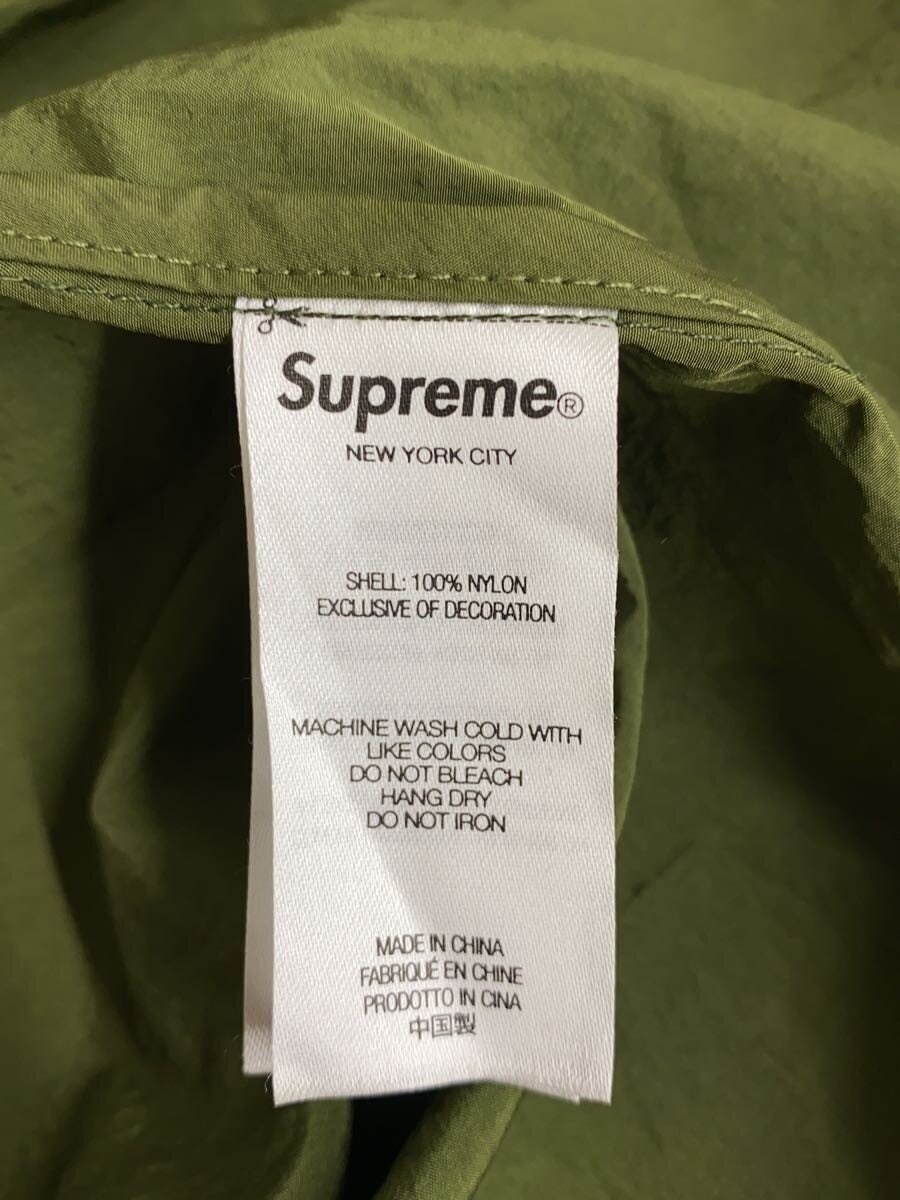 Supreme®
NEW YORK CITY
SHELL: 100% NYLON
EXCLUSIVE OF DECORATION
MACHINE WASH COLD WITH
LIKE COLORS
DO NOT BLEACH
HANG DRY
DO NOT IRON
MADE IN CHINA
FABRIQUÉ EN CHINE
PRODOTTO IN CINA
中国製